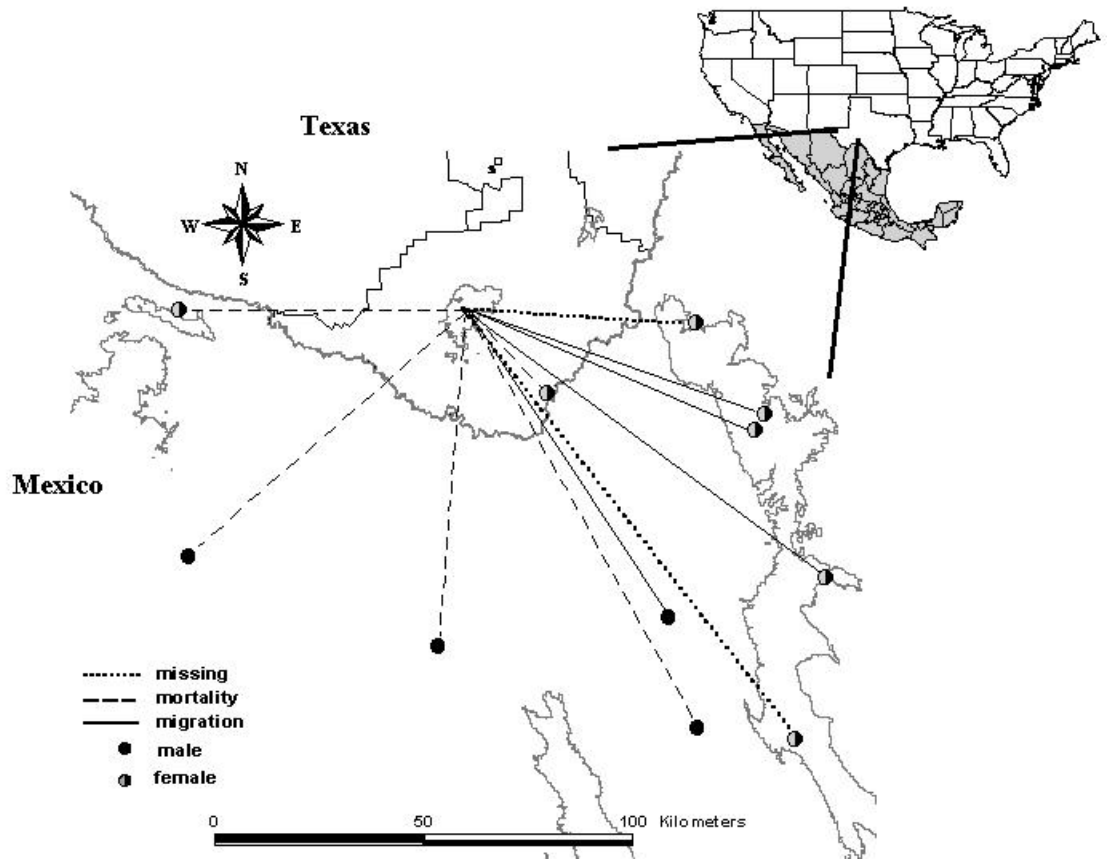 Texas
N
W E
S
Mexico
missing
mortality
migration
male
female
0 50 100 Kilometers